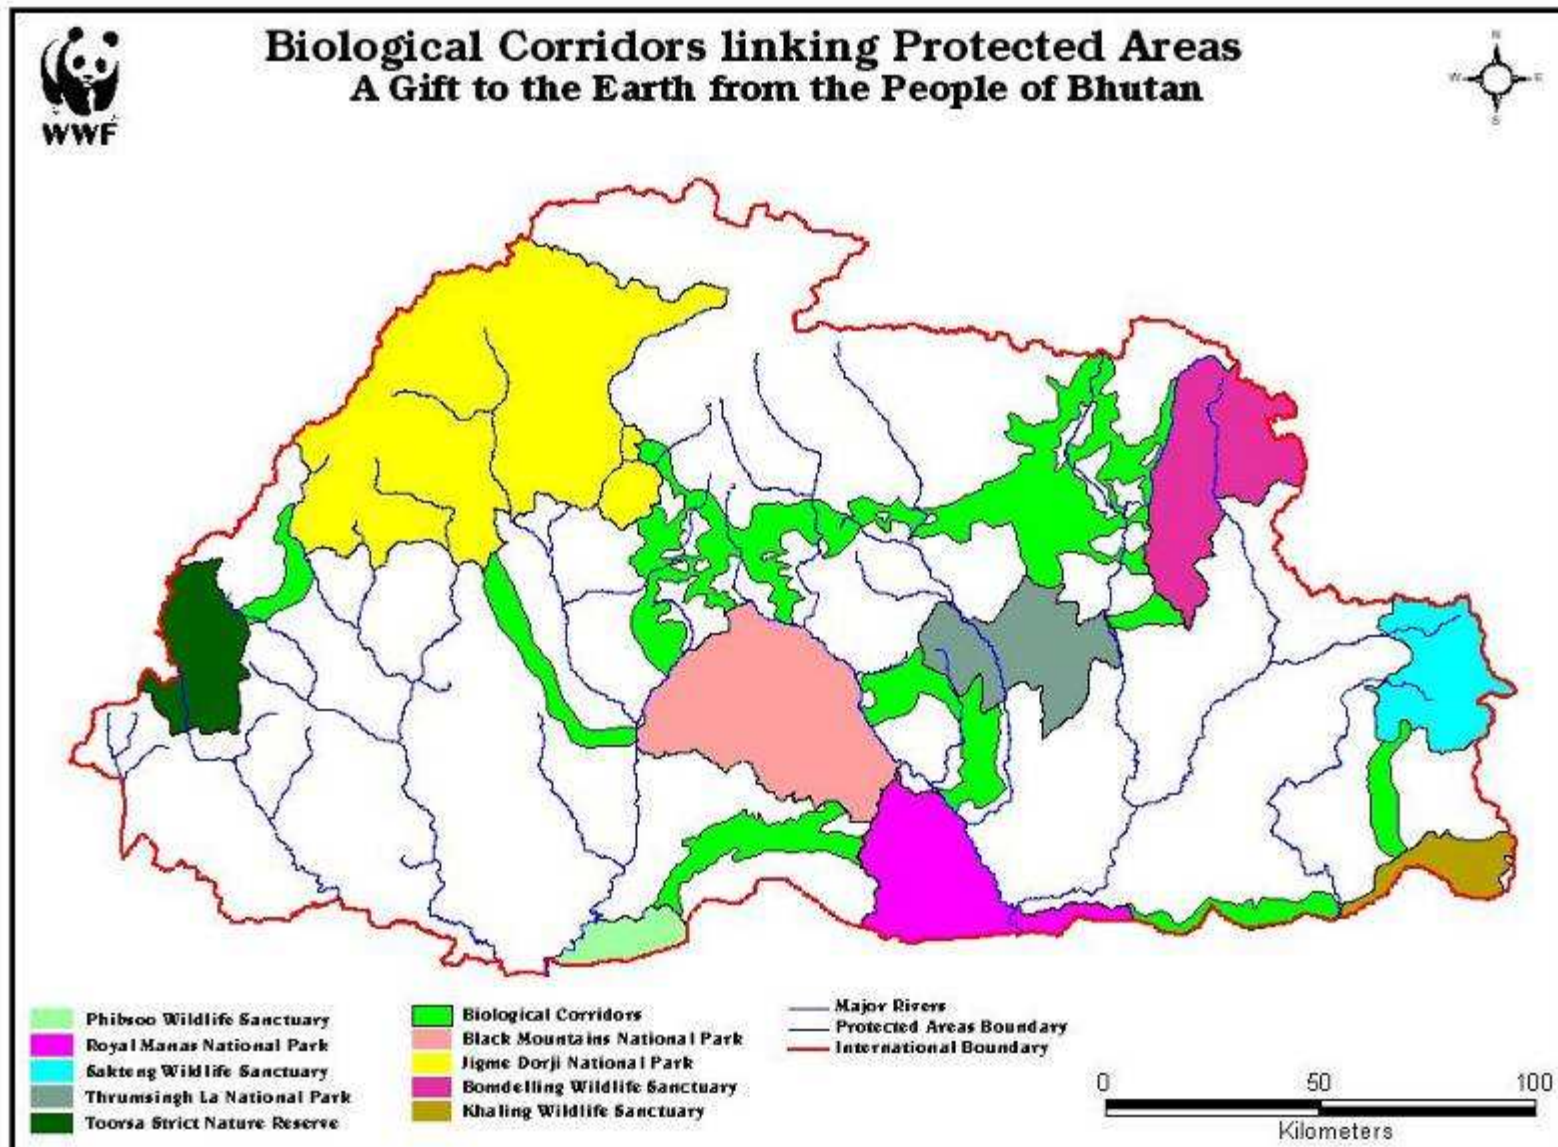 Biological Corridors linking Protected Areas
A Gift to the Earth from the People of Bhutan
WWF
N
W
E
S
Phibsoo Wildlife Sanctuary
Royal Manas National Park
Sakteng Wildlife Sanctuary
Thrumsingh La National Park
Toorsa Strict Nature Reserve
Biological Corridors
Black Mountains National Park
Jigme Dorji National Park
Bomdelling Wildlife Sanctuary
Khaling Wildlife Sanctuary
Major Rivers
Protected Areas Boundary
International Boundary
0 50 100
Kilometers